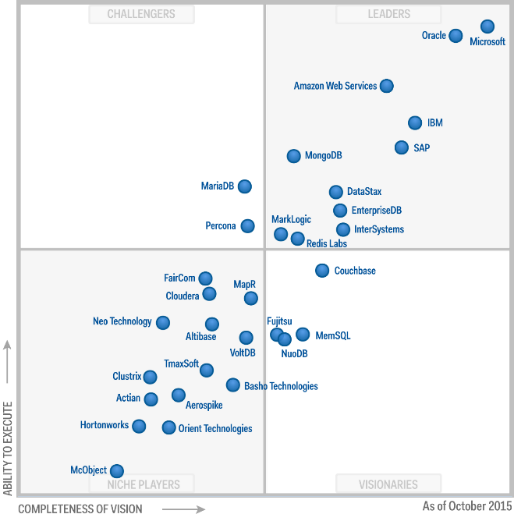 CHALLENGERS
LEADERS
Oracle
Microsoft
Amazon Web Services
IBM
SAP
MongoDB
MariaDB
DataStax
EnterpriseDB
Percona
MarkLogic
InterSystems
Redis Labs
Couchbase
FairCom
MapR
Cloudera
Neo Technology
Fujitsu
Altibase
MemSQL
VoltDB
NuoDB
TmaxSoft
Clustrix
Basho Technologies
Actian
Aerospike
Hortonworks
Orient Technologies
McObject
NICHE PLAYERS
VISIONARIES
ABILITY TO EXECUTE
COMPLETENESS OF VISION
As of October 2015